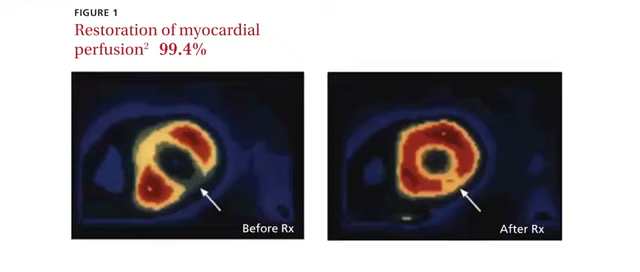 FIGURE 1
Restoration of myocardial
perfusion² 99.4%
Before Rx
After Rx